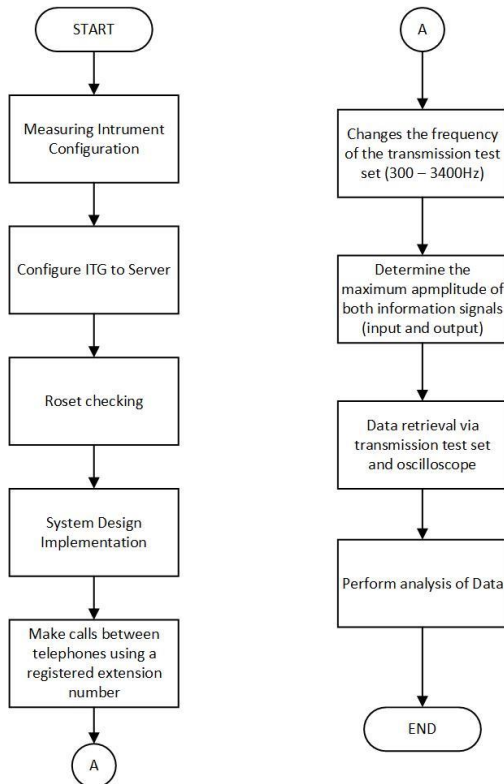 START
Measuring Intrument
Configuration
Configure ITG to Server
Roset checking
System Design
Implementation
Make calls between
telephones using a
registered extension
number
A
A
Changes the frequency
of the transmission test
set (300 – 3400Hz)
Determine the
maximum apmplitude of
both information signals
(input and output)
Data retrieval via
transmission test set
and oscilloscope
Perform analysis of Data
END